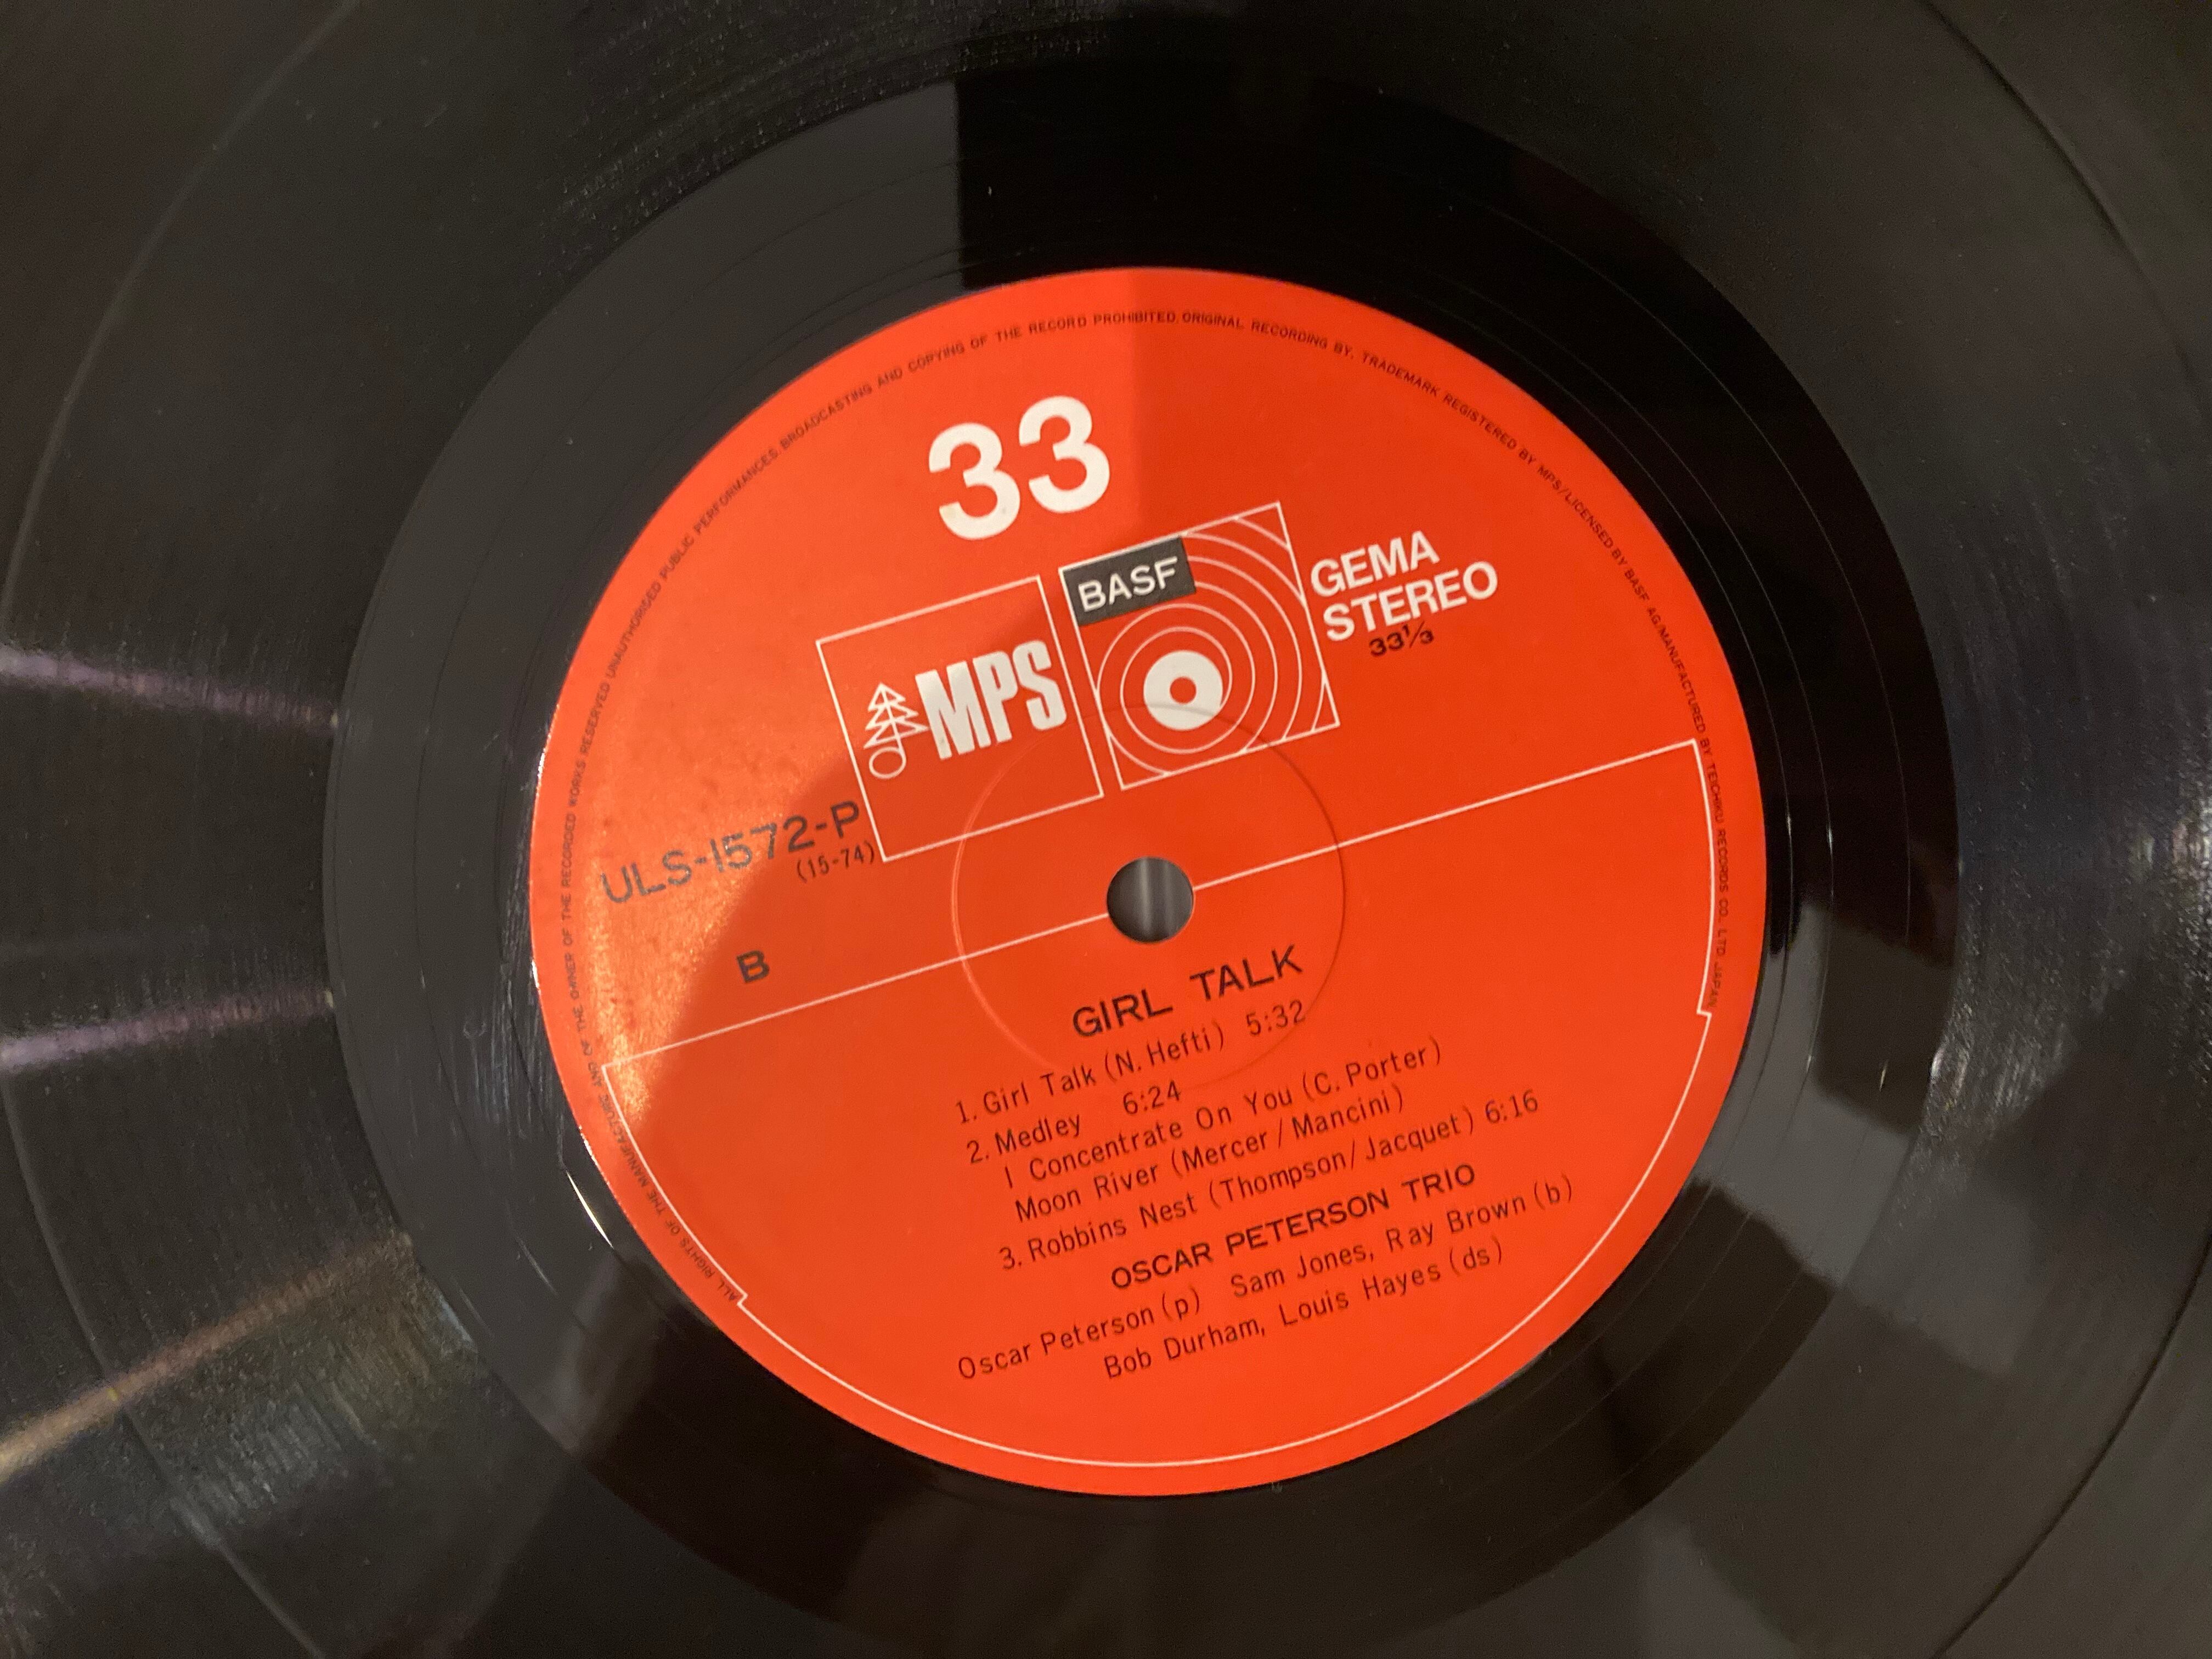 ALL RIGHTS OF THE MANUFACTURE AND OF THE OWNER OF THE RECORDED WORKS RESERVED UNAUTHORISED PUBLIC PERFORMANCES. BROADCASTING AND COPYING OF THE RECORD PROHIBITED. ORIGINAL RECORDING BY, TRADEMARK REGISTERED BY MPS/LICENSED BY BASF AG/MANUFACTURED BY TEICHIKU RECORDS CO. LTD. JAPAN
33
MPS
BASF
GEMA
STEREO
33⅓
ULS-1572-P
(15-74)
B
GIRL TALK
1. Girl Talk (N. Hefti) 5:32
2. Medley 6:24
I Concentrate On You (C. Porter)
Moon River (Mercer / Mancini)
3. Robbins Nest (Thompson/Jacquet) 6:16
OSCAR PETERSON TRIO
Oscar Peterson (p) Sam Jones, Ray Brown (b)
Bob Durham, Louis Hayes (ds)